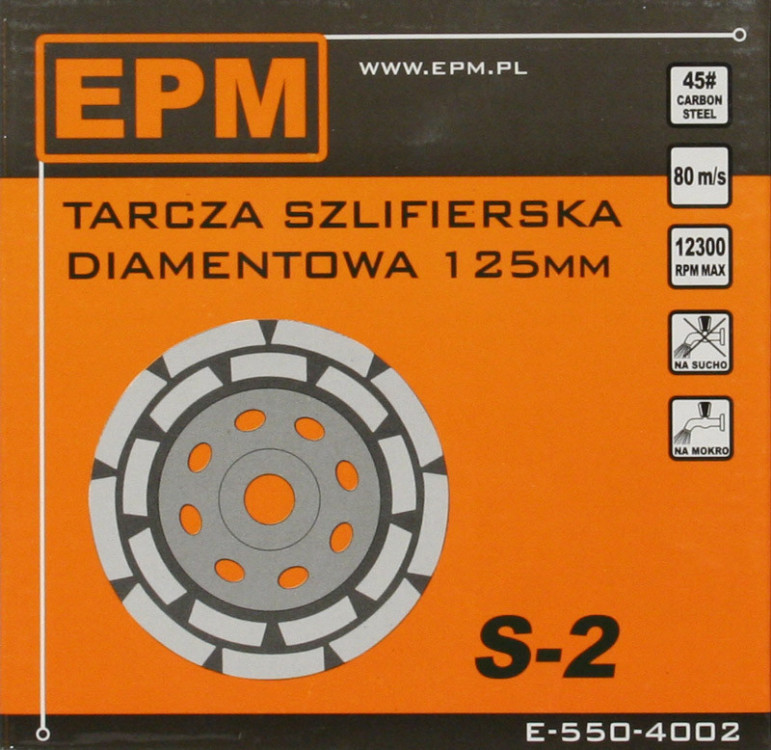 EPM
WWW.EPM.PL
45#
CARBON
STEEL
80 m/s
12300
RPM MAX
NA SUCHO
NA MOKRO
TARCZA SZLIFIERSKA
DIAMENTOWA 125MM
S-2
E-550-4002